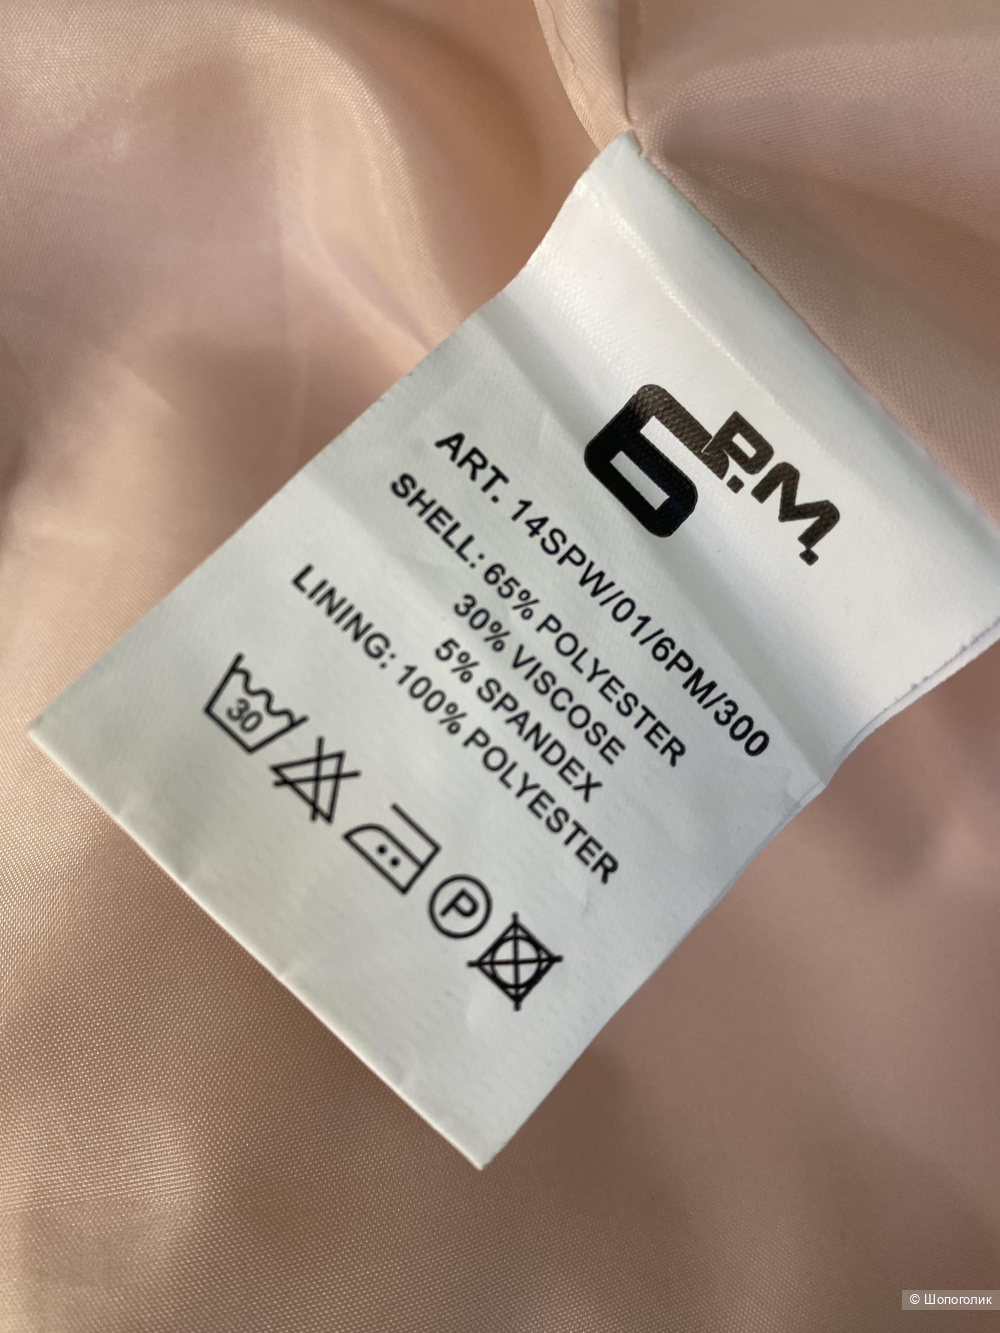 6P.M.
ART. 14SPW/01/6PM/300
SHELL: 65% POLYESTER
30% VISCOSE
5% SPANDEX
LINING: 100% POLYESTER
30
P
© Шопоголик